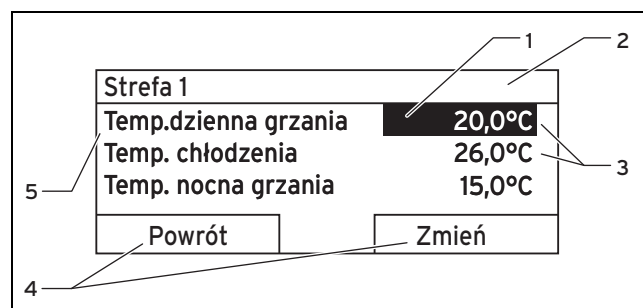 1
2
Strefa 1
Temp.dzienna grzania 20,0°C
Temp. chłodzenia 26,0°C
3
Temp. nocna grzania 15,0°C
5
Powrót Zmień
4